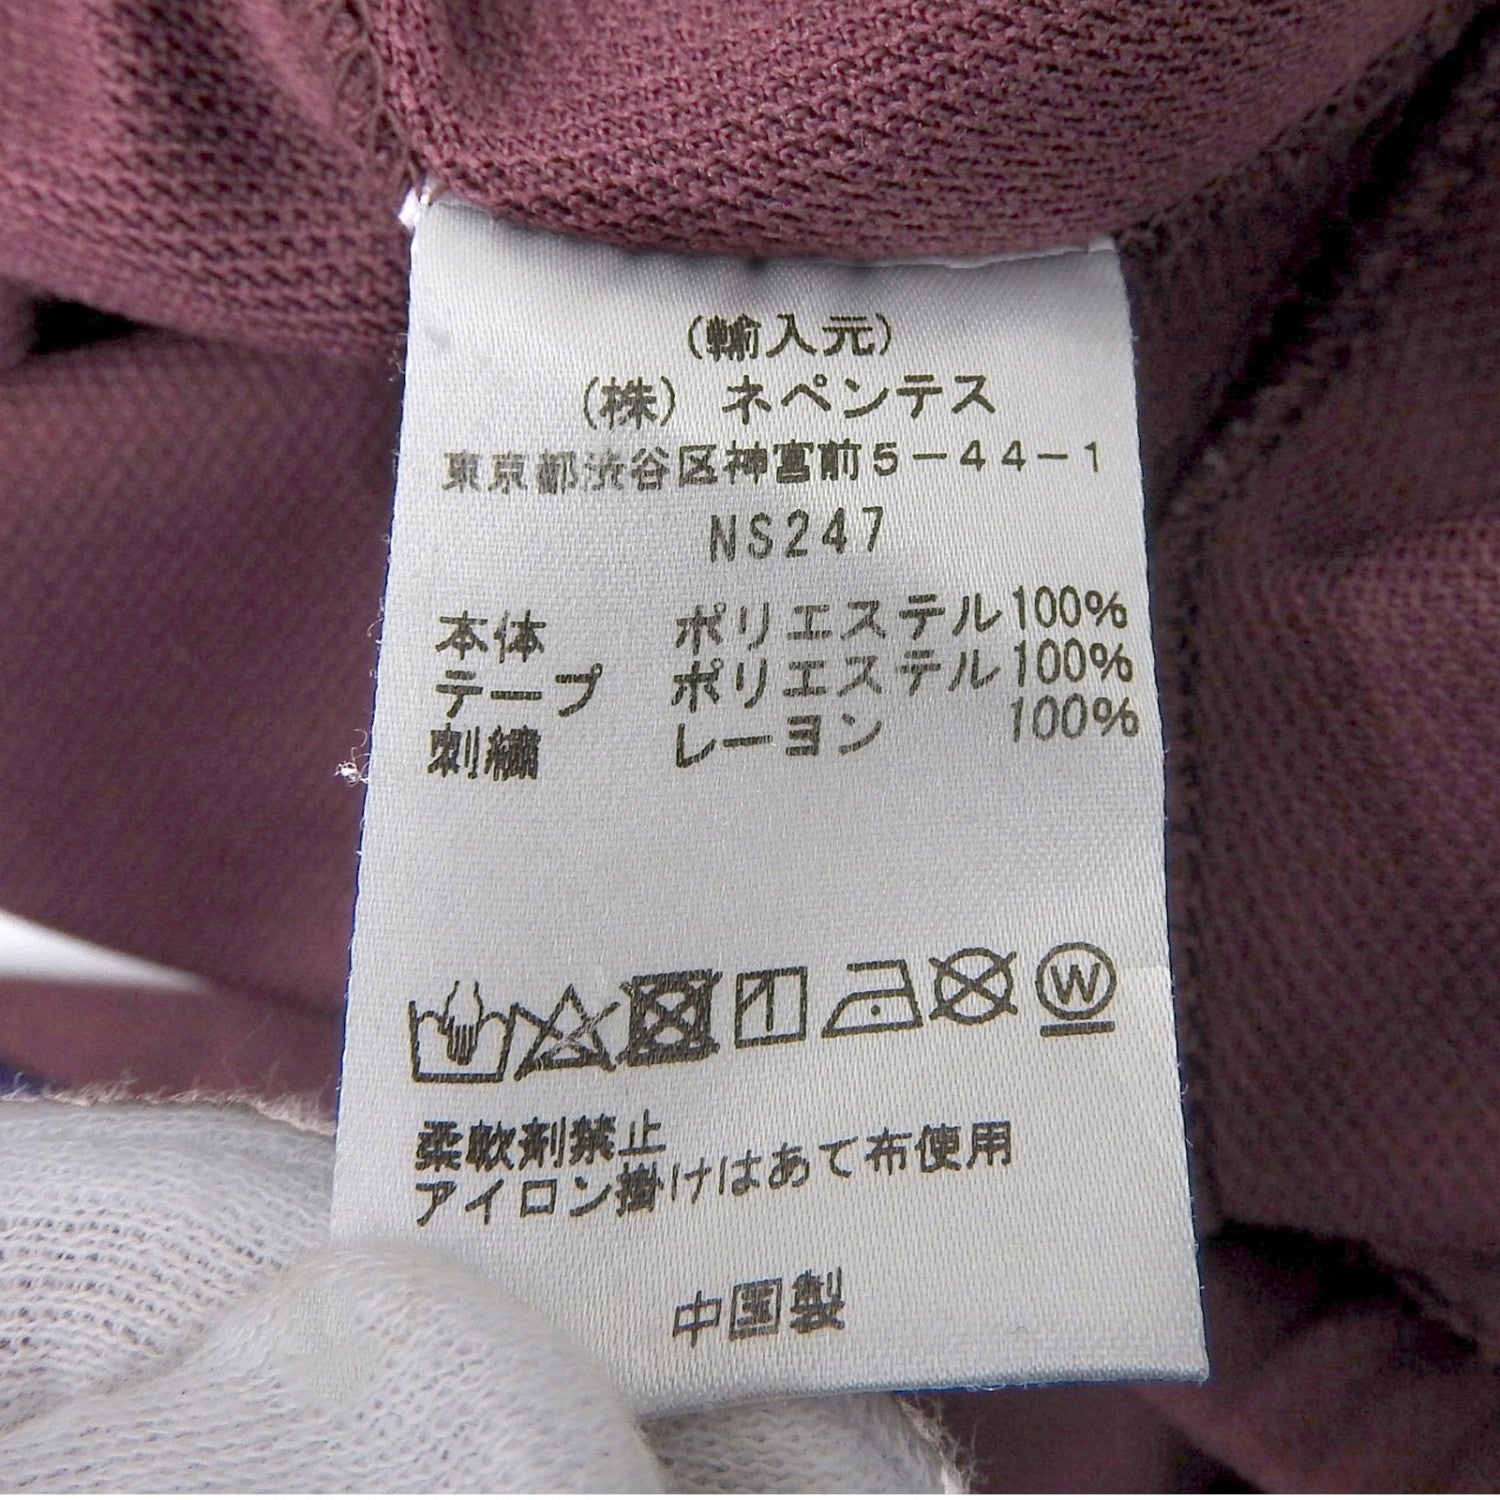 (輸入元)
(株) ネペンテス
東京都渋谷区神宮前5-44-1
NS247
本体 ポリエステル100%
テープ ポリエステル100%
刺繍 レーヨン 100%
W
柔軟剤禁止
アイロン掛けはあて布使用
中国製